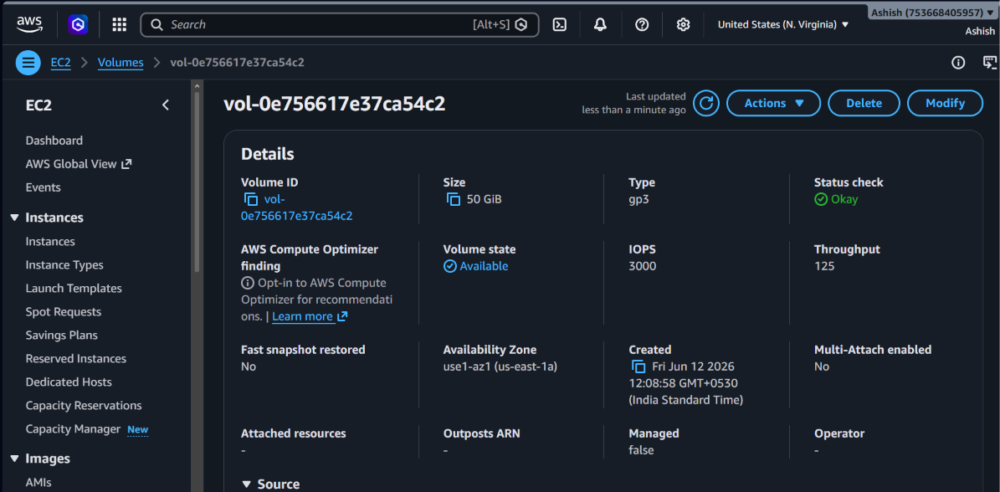 aws
Search
[Alt+S]
United States (N. Virginia)
Ashish (753668405957)
Ashish
EC2
Volumes
vol-0e756617e37ca54c2
EC2
Dashboard
AWS Global View
Events
Instances
Instances
Instance Types
Launch Templates
Spot Requests
Savings Plans
Reserved Instances
Dedicated Hosts
Capacity Reservations
Capacity Manager New
Images
AMIs
vol-0e756617e37ca54c2
Last updated
less than a minute ago
Actions
Delete
Modify
Details
Volume ID
vol-
0e756617e37ca54c2
Size
50 GiB
Type
gp3
Status check
Okay
AWS Compute Optimizer
finding
Opt-in to AWS Compute
Optimizer for recommendati
ons. | Learn more
Volume state
Available
IOPS
3000
Throughput
125
Fast snapshot restored
No
Availability Zone
use1-az1 (us-east-1a)
Created
Fri Jun 12 2026
12:08:58 GMT+0530
(India Standard Time)
Multi-Attach enabled
No
Attached resources
-
Outposts ARN
-
Managed
false
Operator
-
Source